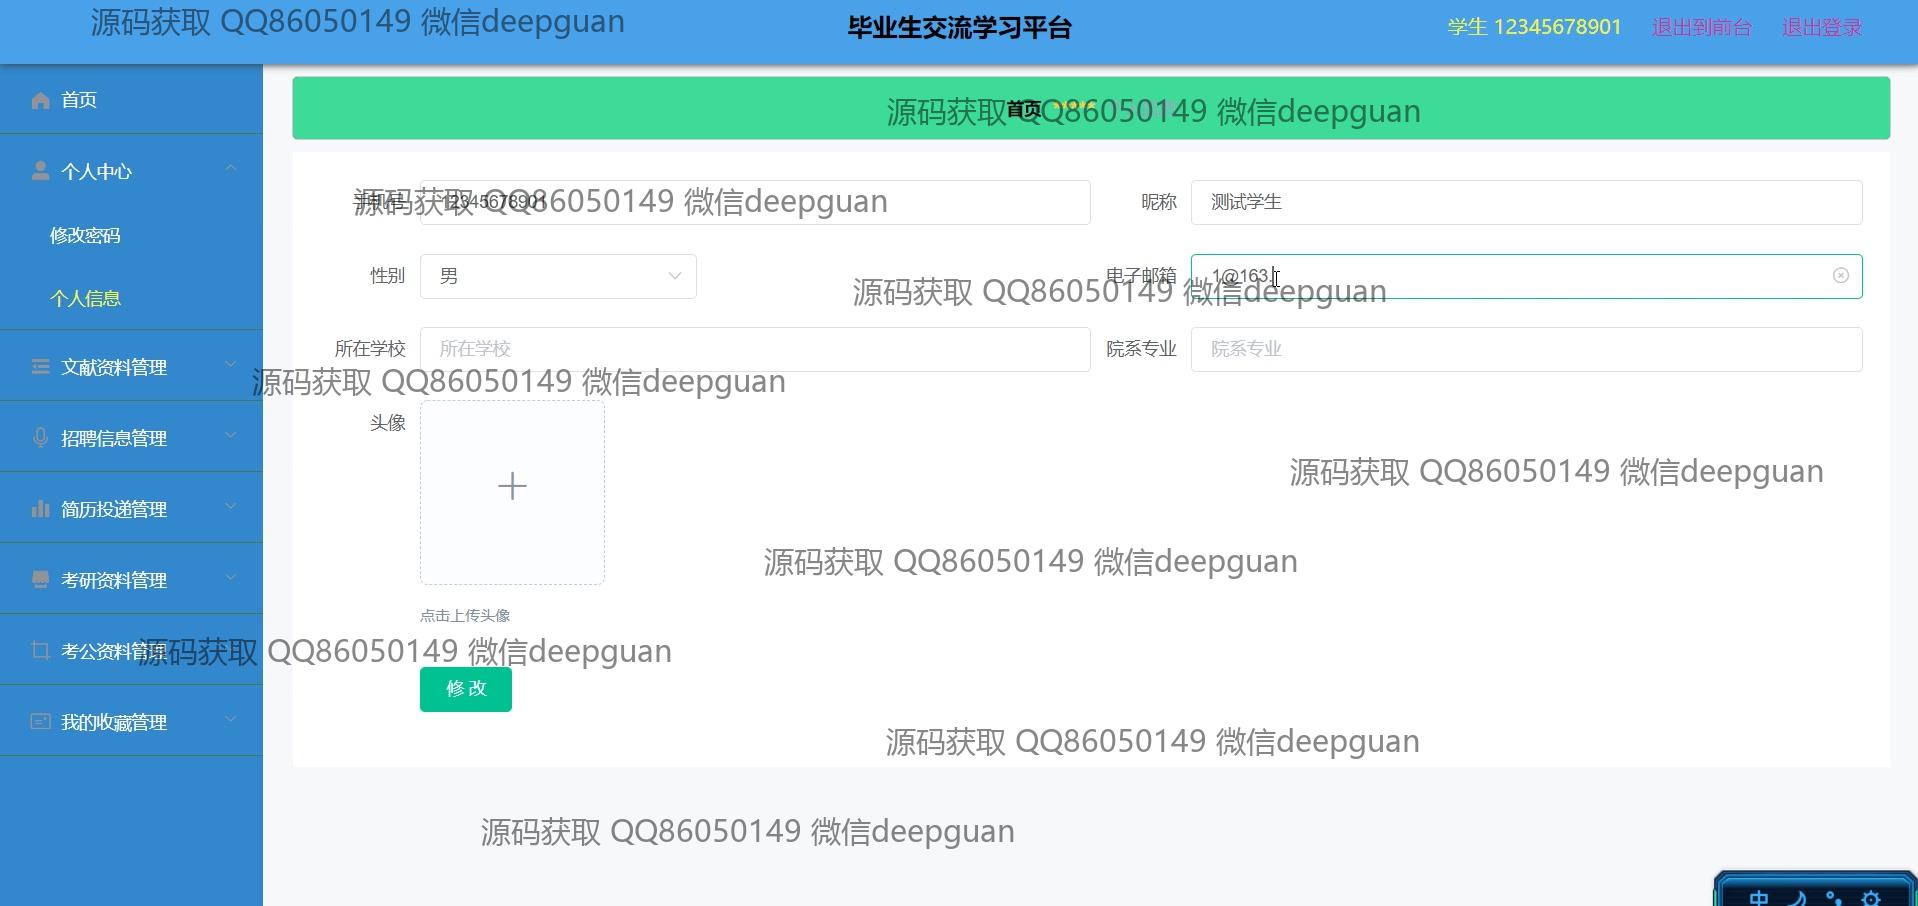 源码获取 QQ86050149 微信deepguan
毕业生交流学习平台
学生 12345678901
退出到前台
退出登录
首页
首页
源码获取 QQ86050149 微信deepguan
个人中心
修改密码
个人信息
文献资料管理
招聘信息管理
简历投递管理
考研资料管理
考公资料管理
我的收藏管理
手机号 12345678901
源码获取 QQ86050149 微信deepguan
昵称 测试学生
性别 男
电子邮箱 1@163.
源码获取 QQ86050149 微信deepguan
所在学校 所在学校
院系专业 院系专业
源码获取 QQ86050149 微信deepguan
头像
源码获取 QQ86050149 微信deepguan
源码获取 QQ86050149 微信deepguan
点击上传头像
源码获取 QQ86050149 微信deepguan
修改
源码获取 QQ86050149 微信deepguan
源码获取 QQ86050149 微信deepguan
中